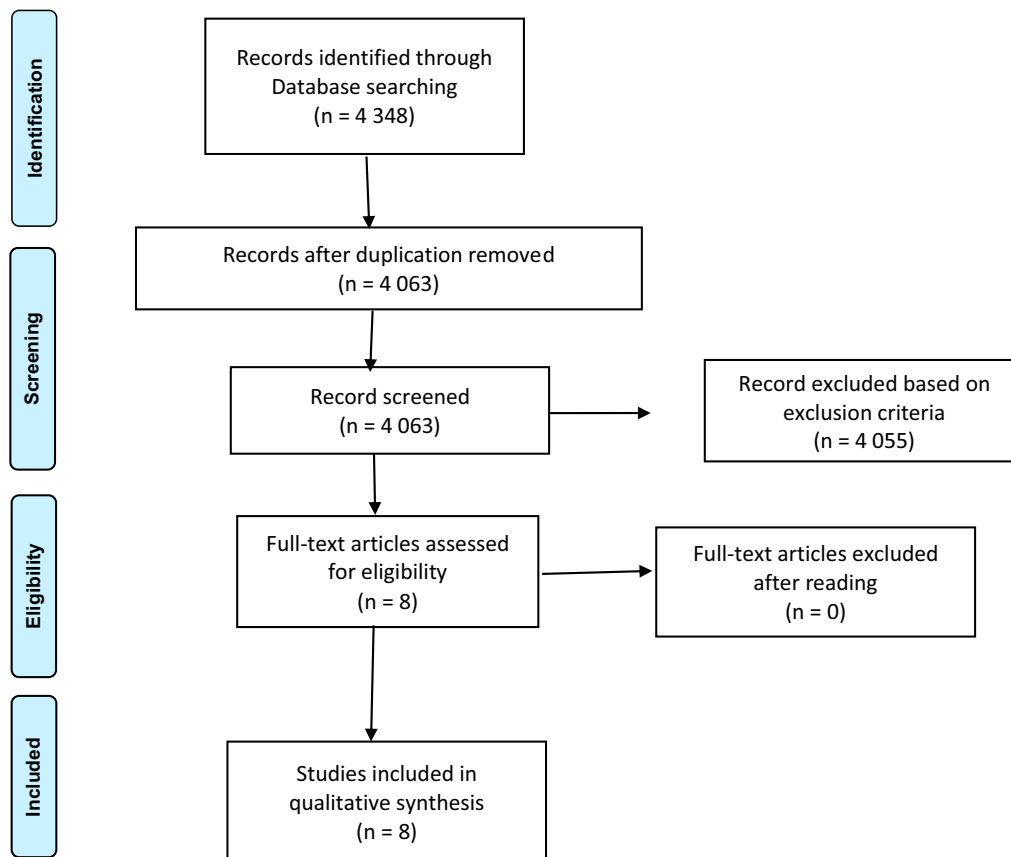 Identification
Records identified through
Database searching
(n = 4 348)
Records after duplication removed
(n = 4 063)
Screening
Record screened
(n = 4 063)
Record excluded based on
exclusion criteria
(n = 4 055)
Eligibility
Full-text articles assessed
for eligibility
(n = 8)
Full-text articles excluded
after reading
(n = 0)
Included
Studies included in
qualitative synthesis
(n = 8)